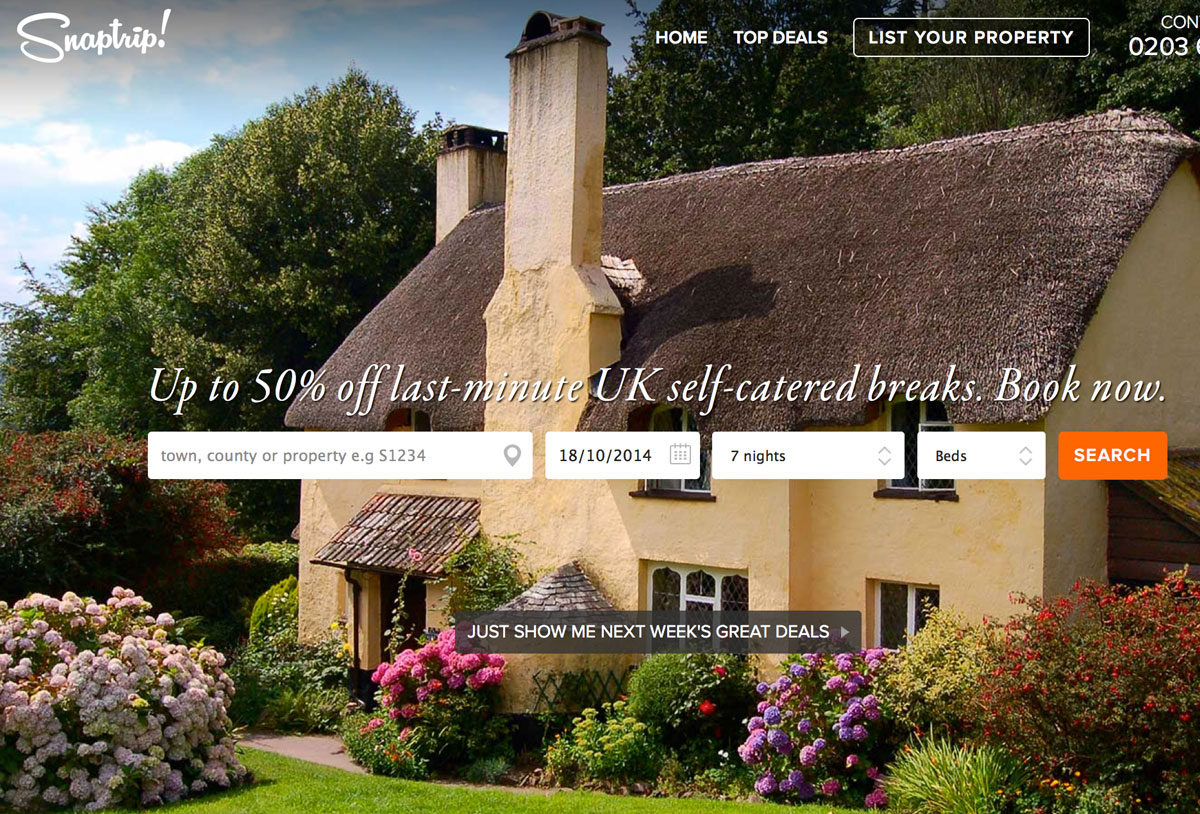 Snaptrip!
HOME TOP DEALS LIST YOUR PROPERTY
CON
0203
Up to 50% off last-minute UK self-catered breaks. Book now.
town, county or property e.g S1234 18/10/2014 7 nights Beds SEARCH
JUST SHOW ME NEXT WEEK'S GREAT DEALS